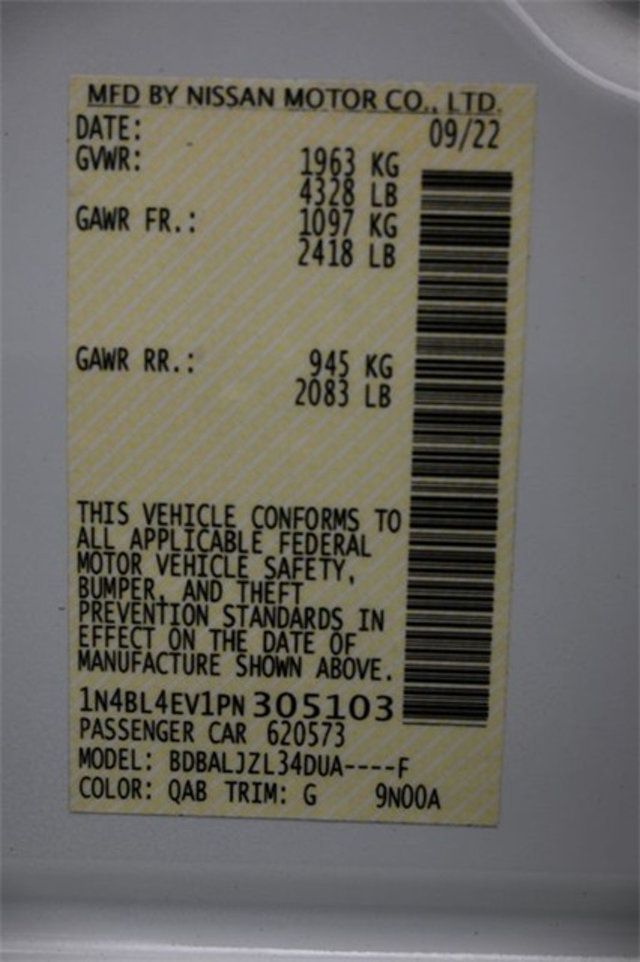 MFD BY NISSAN MOTOR CO., LTD.
DATE: 09/22
GVWR: 1963 KG
4328 LB
GAWR FR.: 1097 KG
2418 LB
GAWR RR.: 945 KG
2083 LB
THIS VEHICLE CONFORMS TO
ALL APPLICABLE FEDERAL
MOTOR VEHICLE SAFETY,
BUMPER, AND THEFT
PREVENTION STANDARDS IN
EFFECT ON THE DATE OF
MANUFACTURE SHOWN ABOVE.
1N4BL4EV1PN 305103
PASSENGER CAR 620573
MODEL: BDBALJZL34DUA----F
COLOR: QAB TRIM: G 9N00A